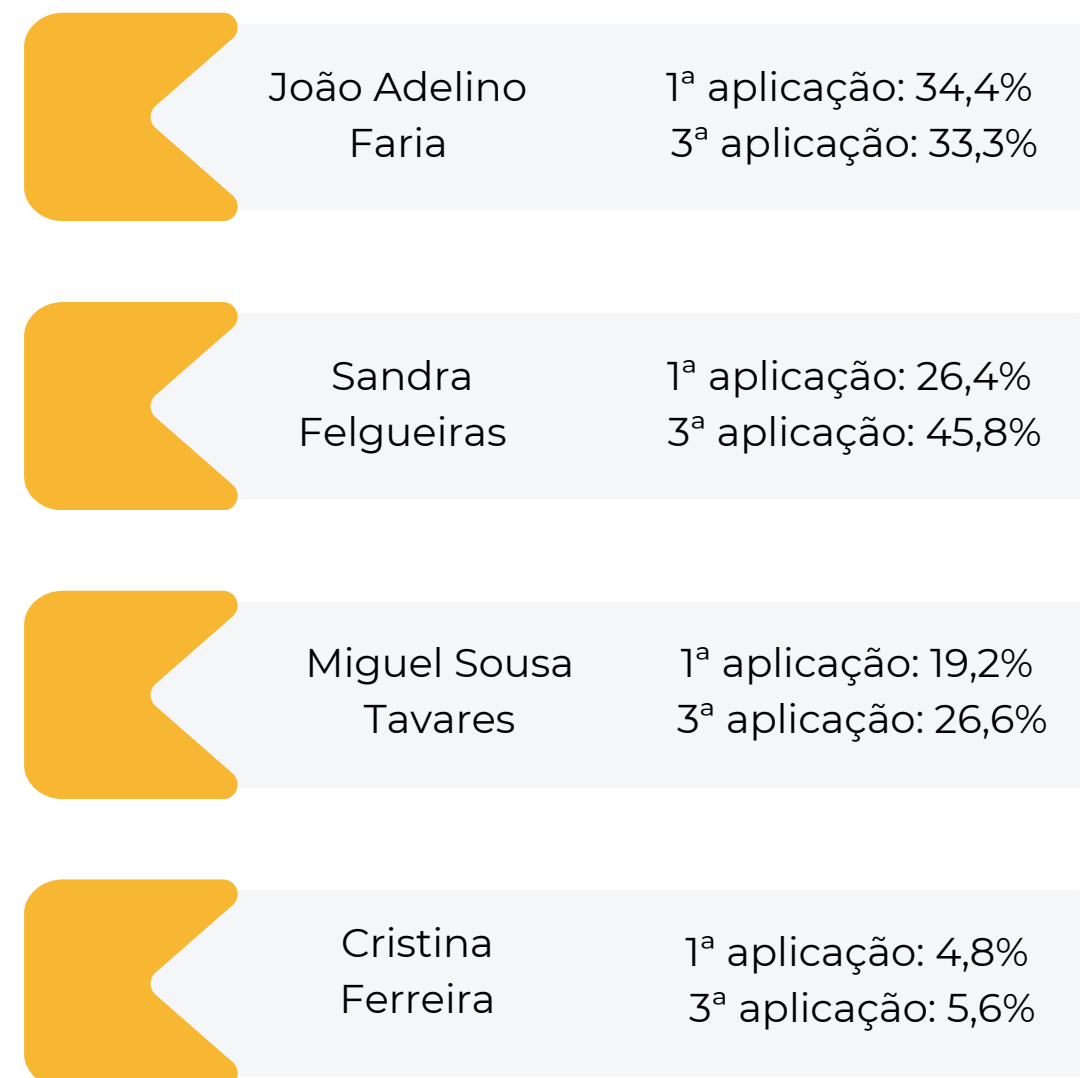 João Adelino
Faria
1ª aplicação: 34,4%
3ª aplicação: 33,3%
Sandra
Felgueiras
1ª aplicação: 26,4%
3ª aplicação: 45,8%
Miguel Sousa
Tavares
1ª aplicação: 19,2%
3ª aplicação: 26,6%
Cristina
Ferreira
1ª aplicação: 4,8%
3ª aplicação: 5,6%